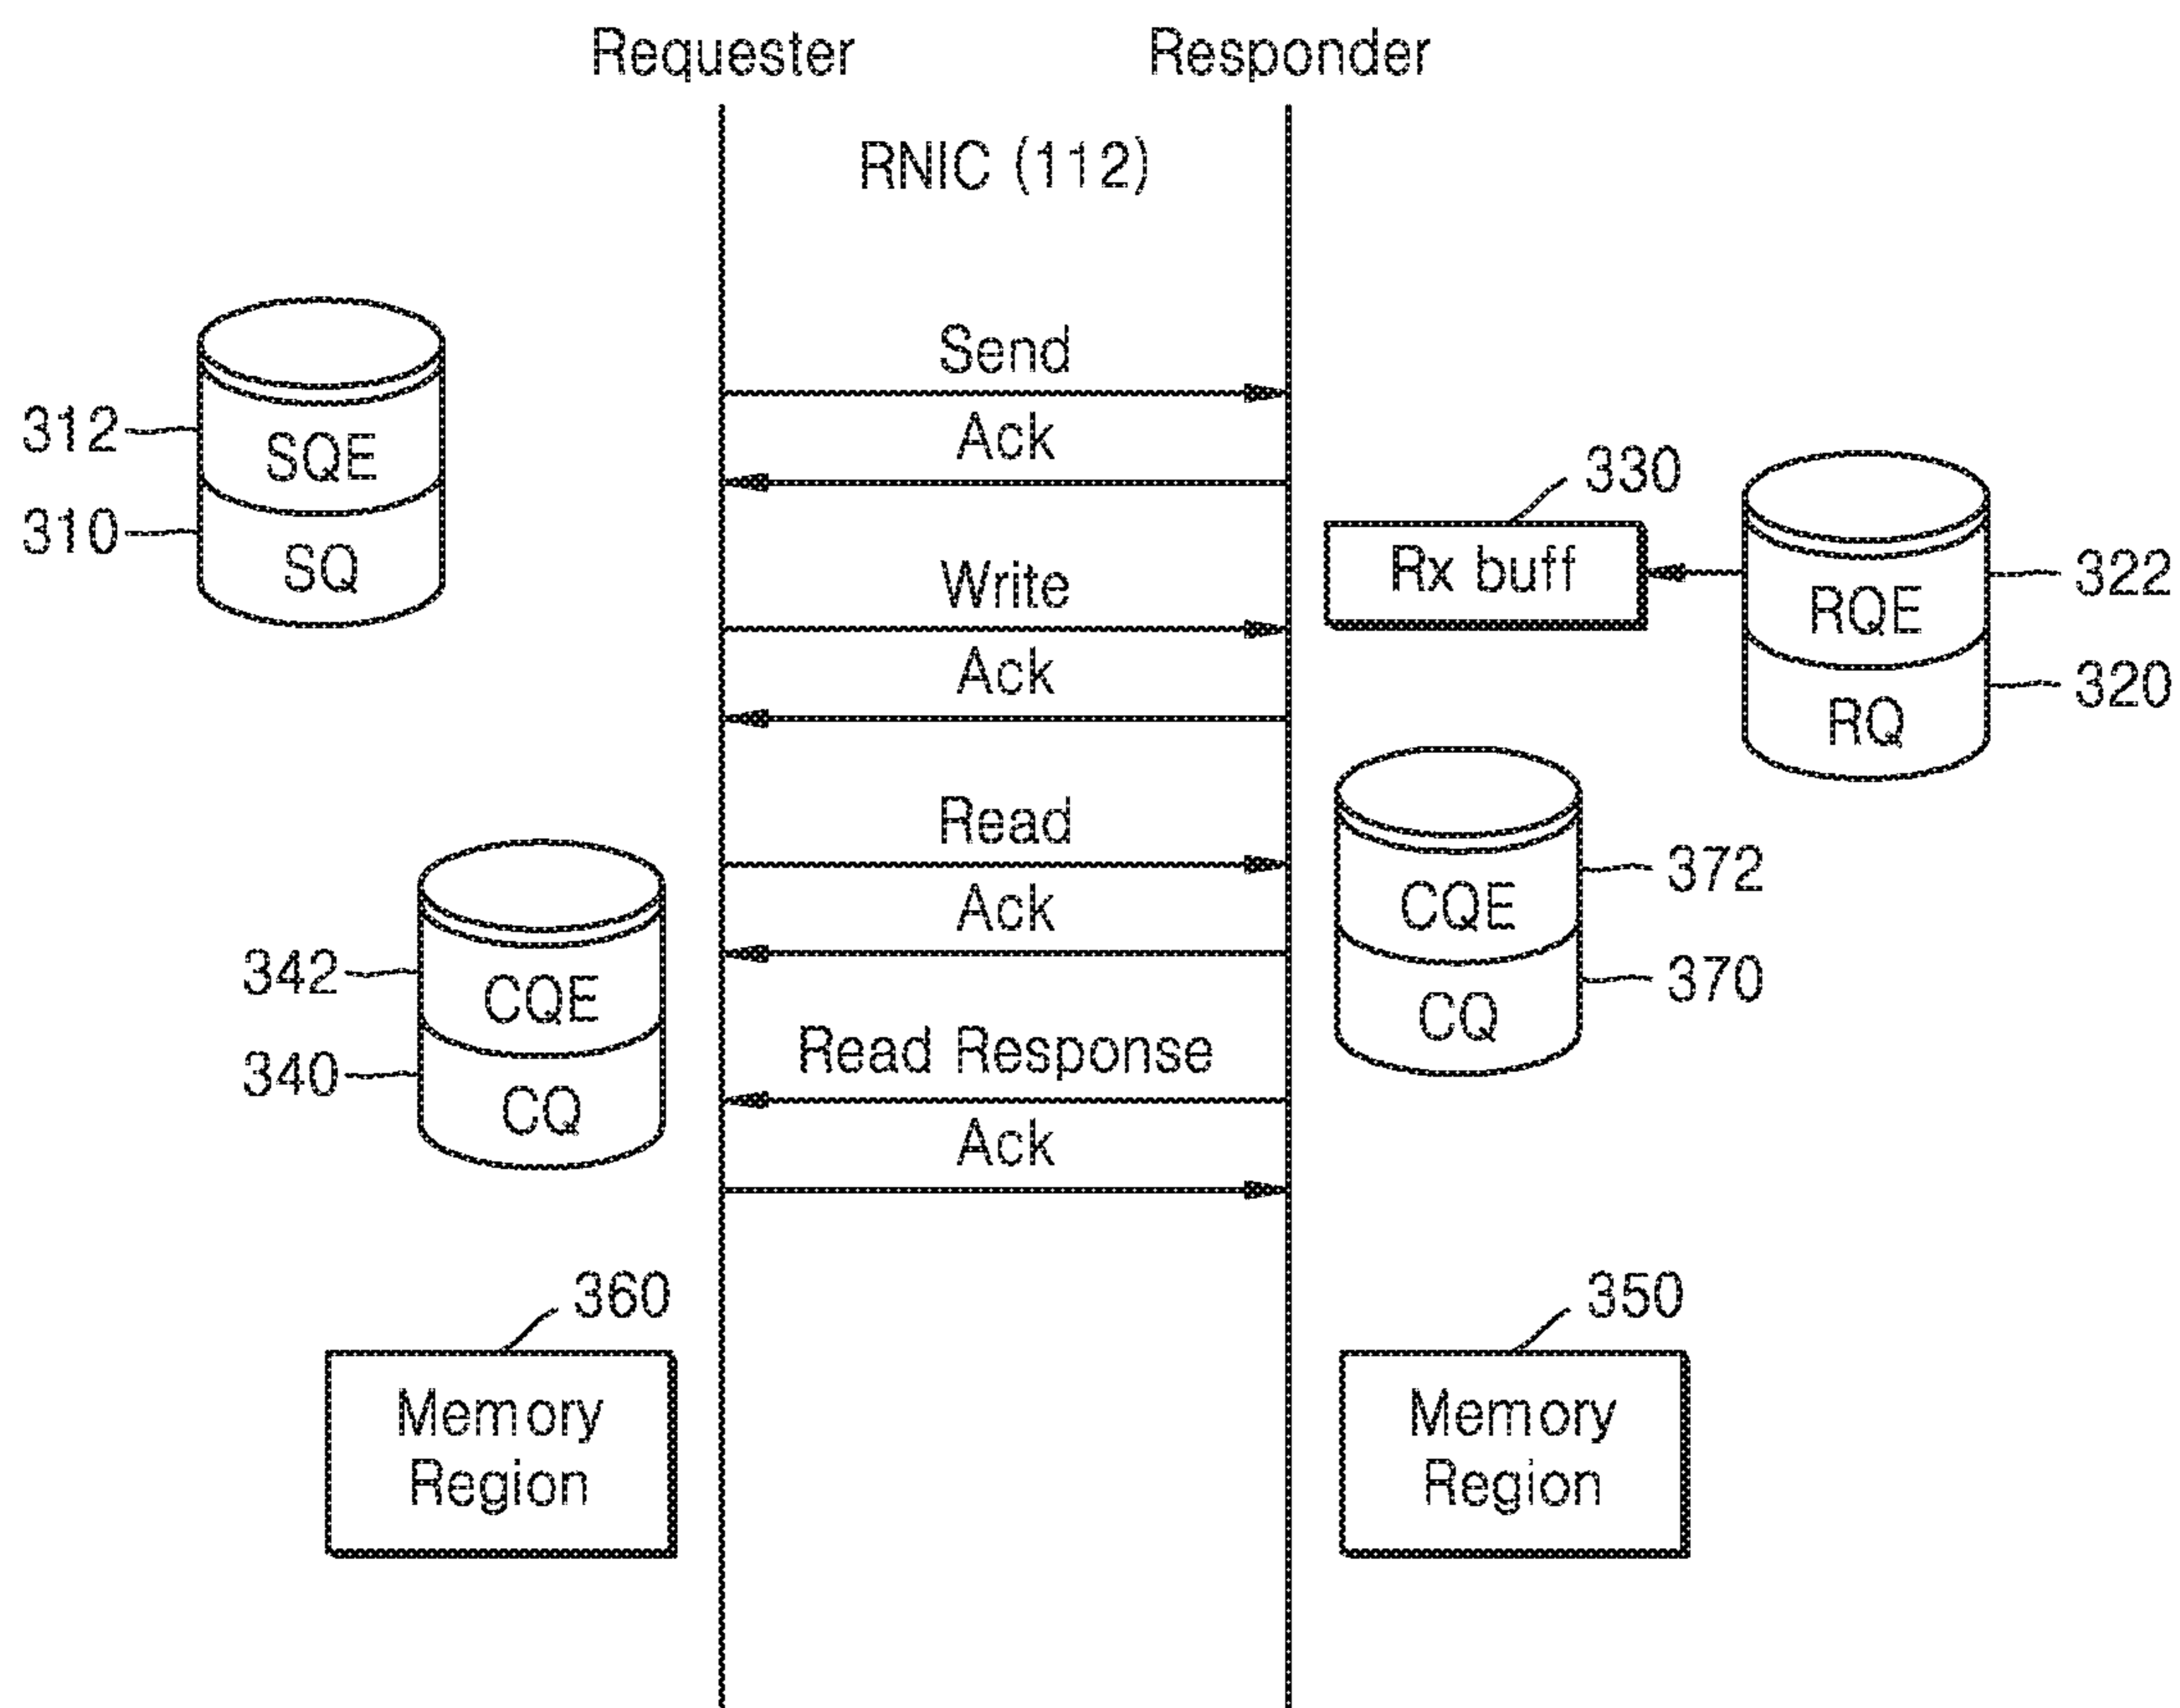 Requester
Responder
RNIC (112)
Send
Ack
312
SQE
310
SQ
330
Rx buff
322
RQE
320
RQ
Write
Ack
Read
Ack
372
CQE
370
CQ
342
CQE
340
CQ
Read Response
Ack
360
Memory
Region
350
Memory
Region